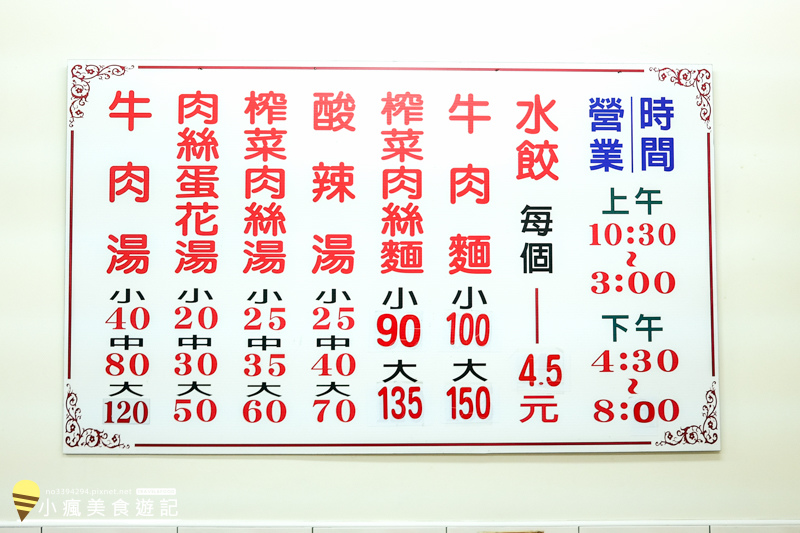 營業時間
上午
10:30
~
3:00
下午
4:30
~
8:00
水餃 每個 — 4.5 元
牛肉麵 小 100 大 150
榨菜肉絲麵 小 90 大 135
酸辣湯 小 25 中 40 大 70
榨菜肉絲湯 小 25 中 35 大 60
肉絲蛋花湯 小 20 中 30 大 50
牛肉湯 小 40 中 80 大 120
小瘋美食遊記